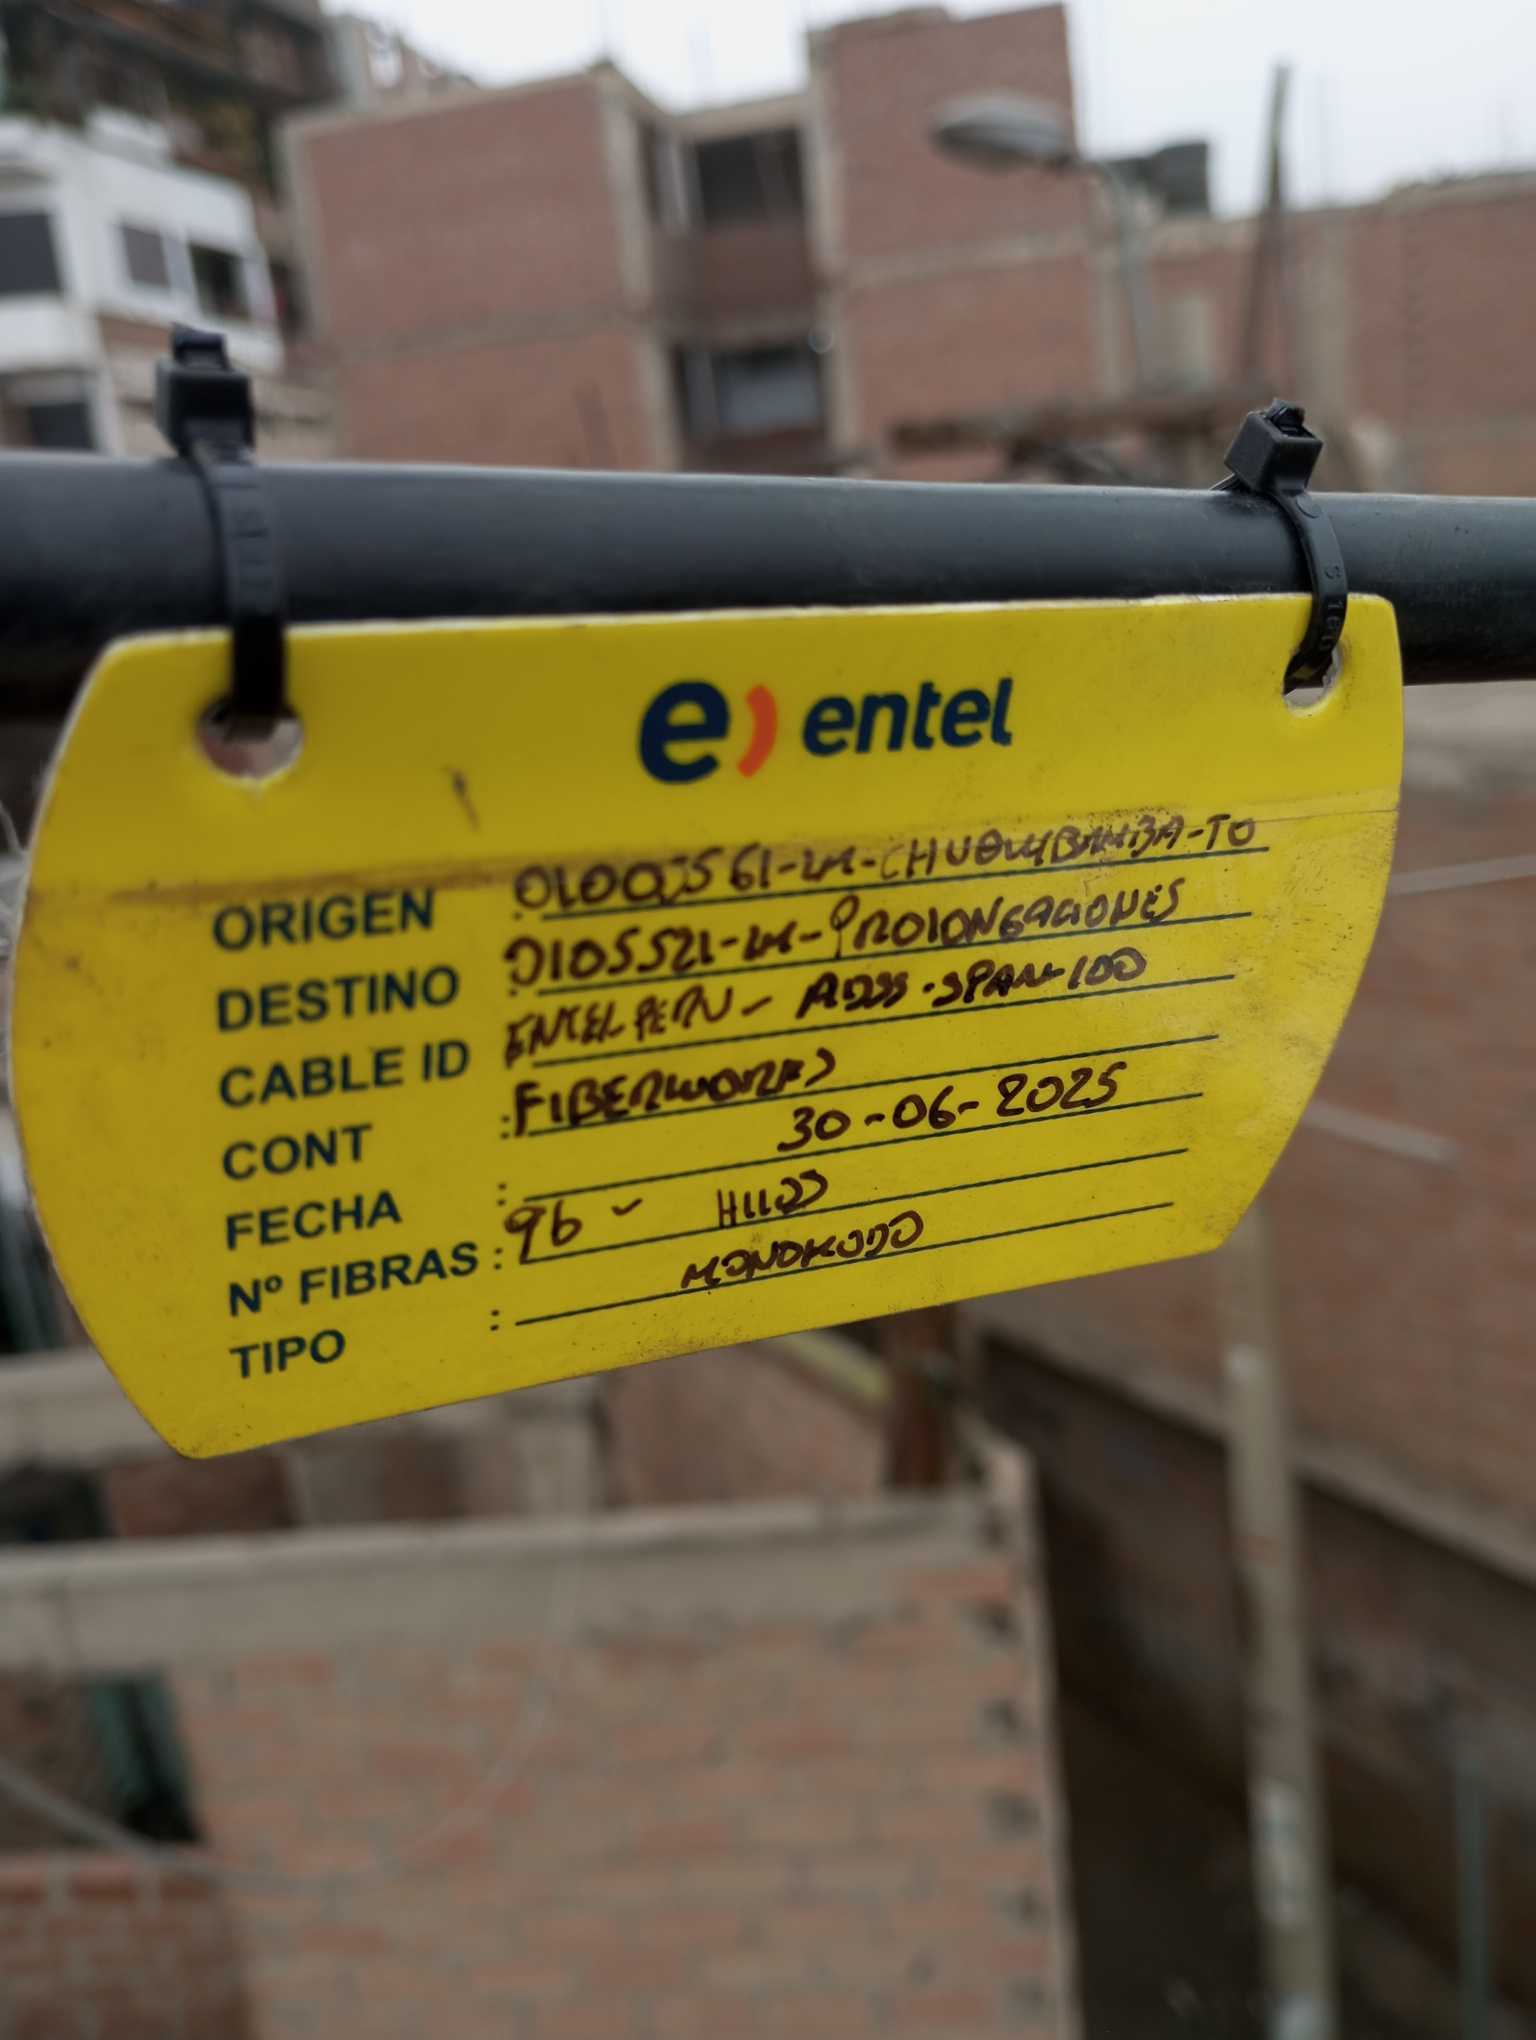 e) entel
ORIGEN : 0100561-LM-CHUQUIBAMBA-TO
DESTINO : 0105521-LM-PROLONGACIONES
CABLE ID ENTEL PERU - ADSS-SPAN-100
CONT : FIBERWORKS
FECHA : 30-06-2025
Nº FIBRAS : 96 - HILOS
TIPO : MONOMODO